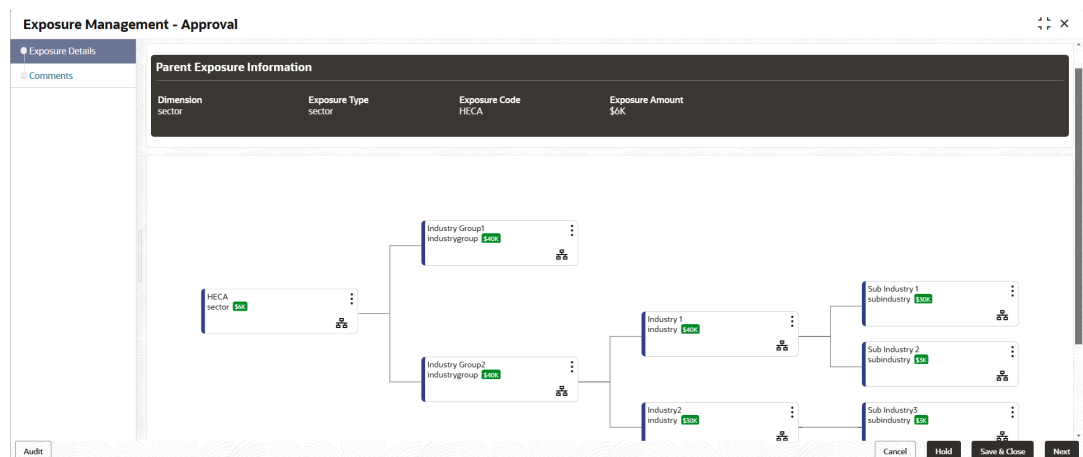 Exposure Management - Approval
Exposure Details
Comments
Parent Exposure Information
Dimension Exposure Type Exposure Code Exposure Amount
sector sector HECA $6K
Industry Group1
industrygroup $40K
HECA
sector $6K
Industry Group2
industrygroup $40K
Industry 1
industry $40K
Industry2
industry $30K
Sub Industry 1
subindustry $30K
Sub Industry 2
subindustry $3K
Sub Industry3
subindustry $3K
Audit Cancel Hold Save & Close Next